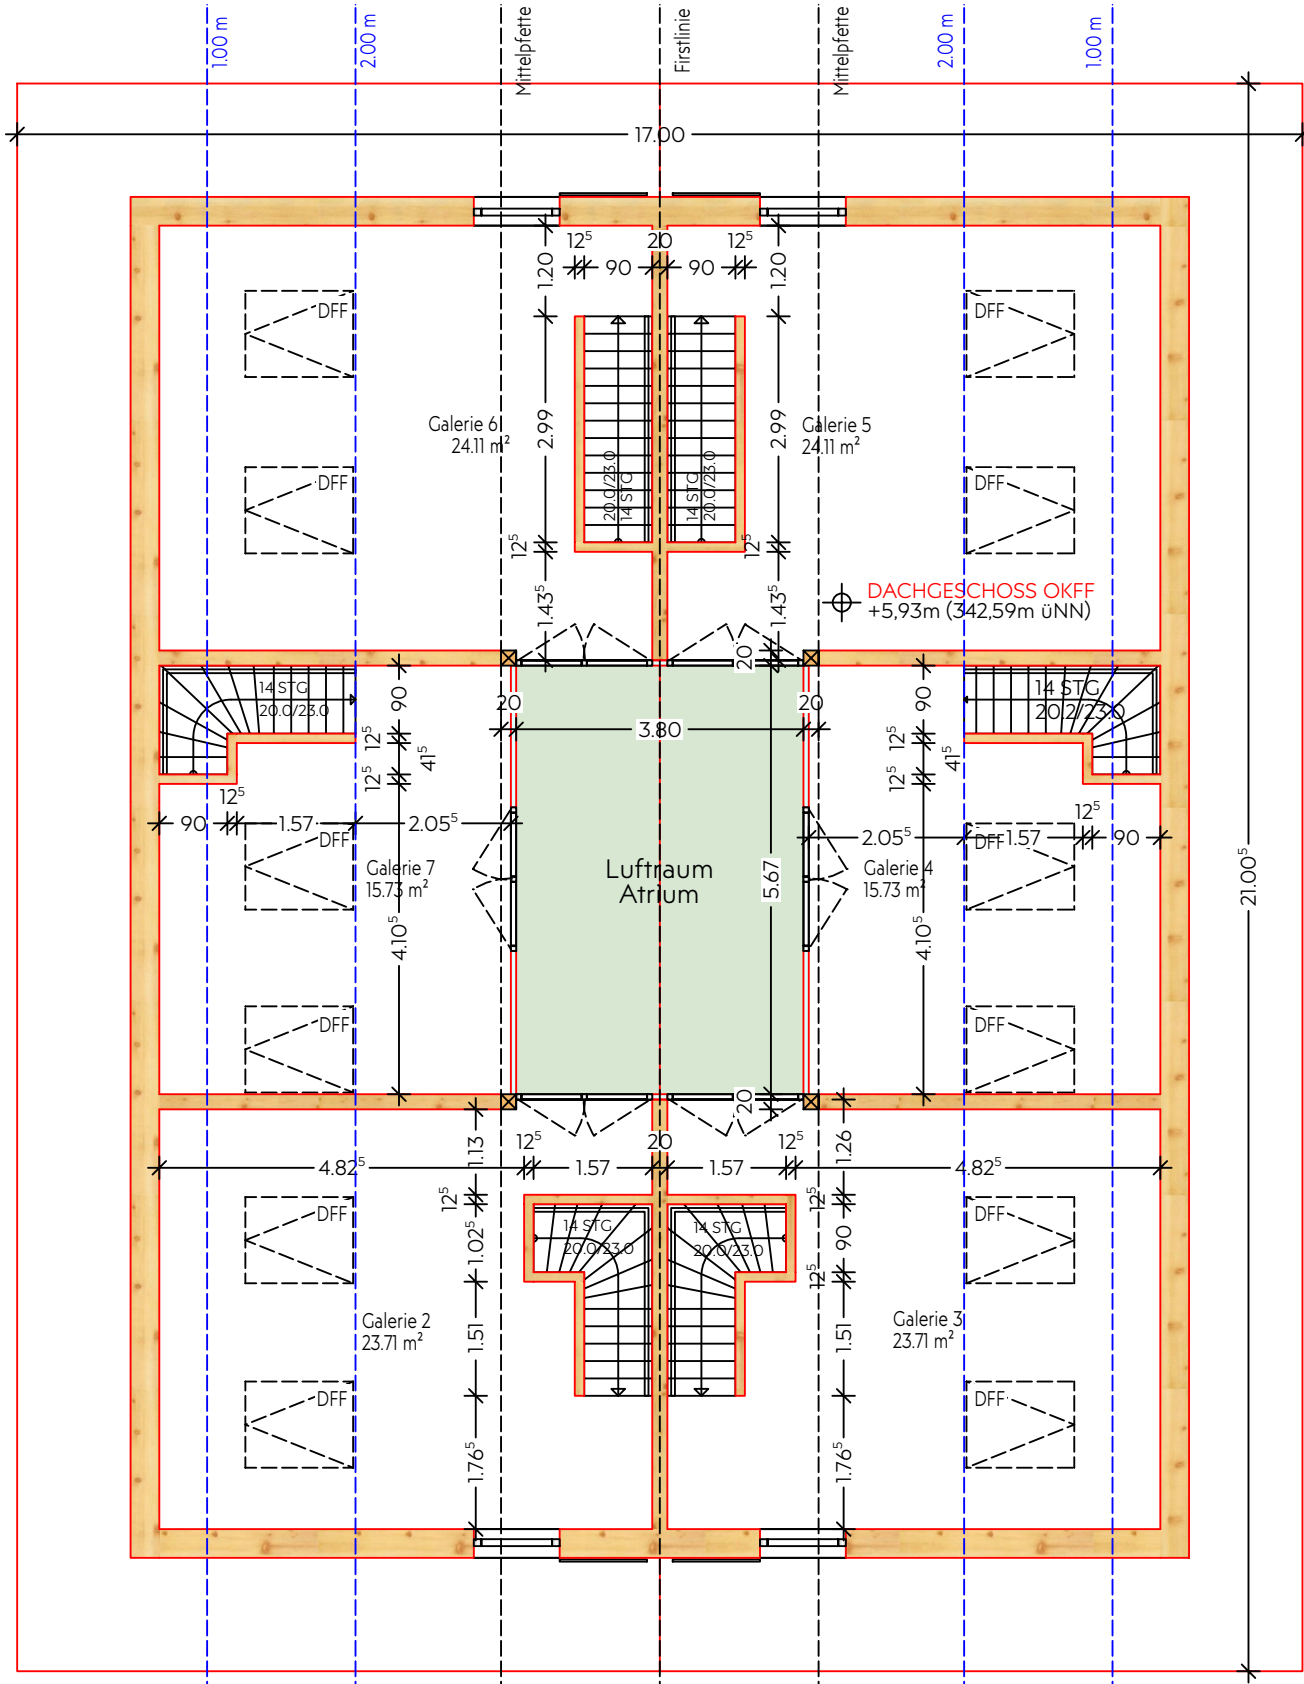 1.00 m
2.00 m
Mittelpfette
Firstlinie
Mittelpfette
2.00 m
1.00 m
17.00
12⁵
20
12⁵
90
90
1.20
1.20
DFF
DFF
Galerie 6
24.11 m²
2.99
2.99
Galerie 5
24.11 m²
DFF
DFF
20.0/23.0
14 STG
14 STG
20.0/23.0
12⁵
12⁵
1.43⁵
1.43⁵
DACHGESCHOSS OKFF
+5,93m (342,59m üNN)
20
14 STG
20.0/23.0
90
20
3.80
20
90
14 STG
20.2/23.0
12⁵
41⁵
12⁵
12⁵
41⁵
12⁵
90
12⁵
1.57
2.05⁵
2.05⁵
1.57
12⁵
90
DFF
DFF
Galerie 7
15.73 m²
Luftraum
Atrium
5.67
Galerie 4
15.73 m²
21.00⁵
4.10⁵
4.10⁵
DFF
DFF
20
1.13
12⁵
20
12⁵
1.26
4.82⁵
1.57
1.57
4.82⁵
12⁵
12⁵
DFF
DFF
14 STG
20.0/23.0
14 STG
20.0/23.0
1.02⁵
90
12⁵
Galerie 2
23.71 m²
1.51
1.51
Galerie 3
23.71 m²
DFF
DFF
1.76⁵
1.76⁵